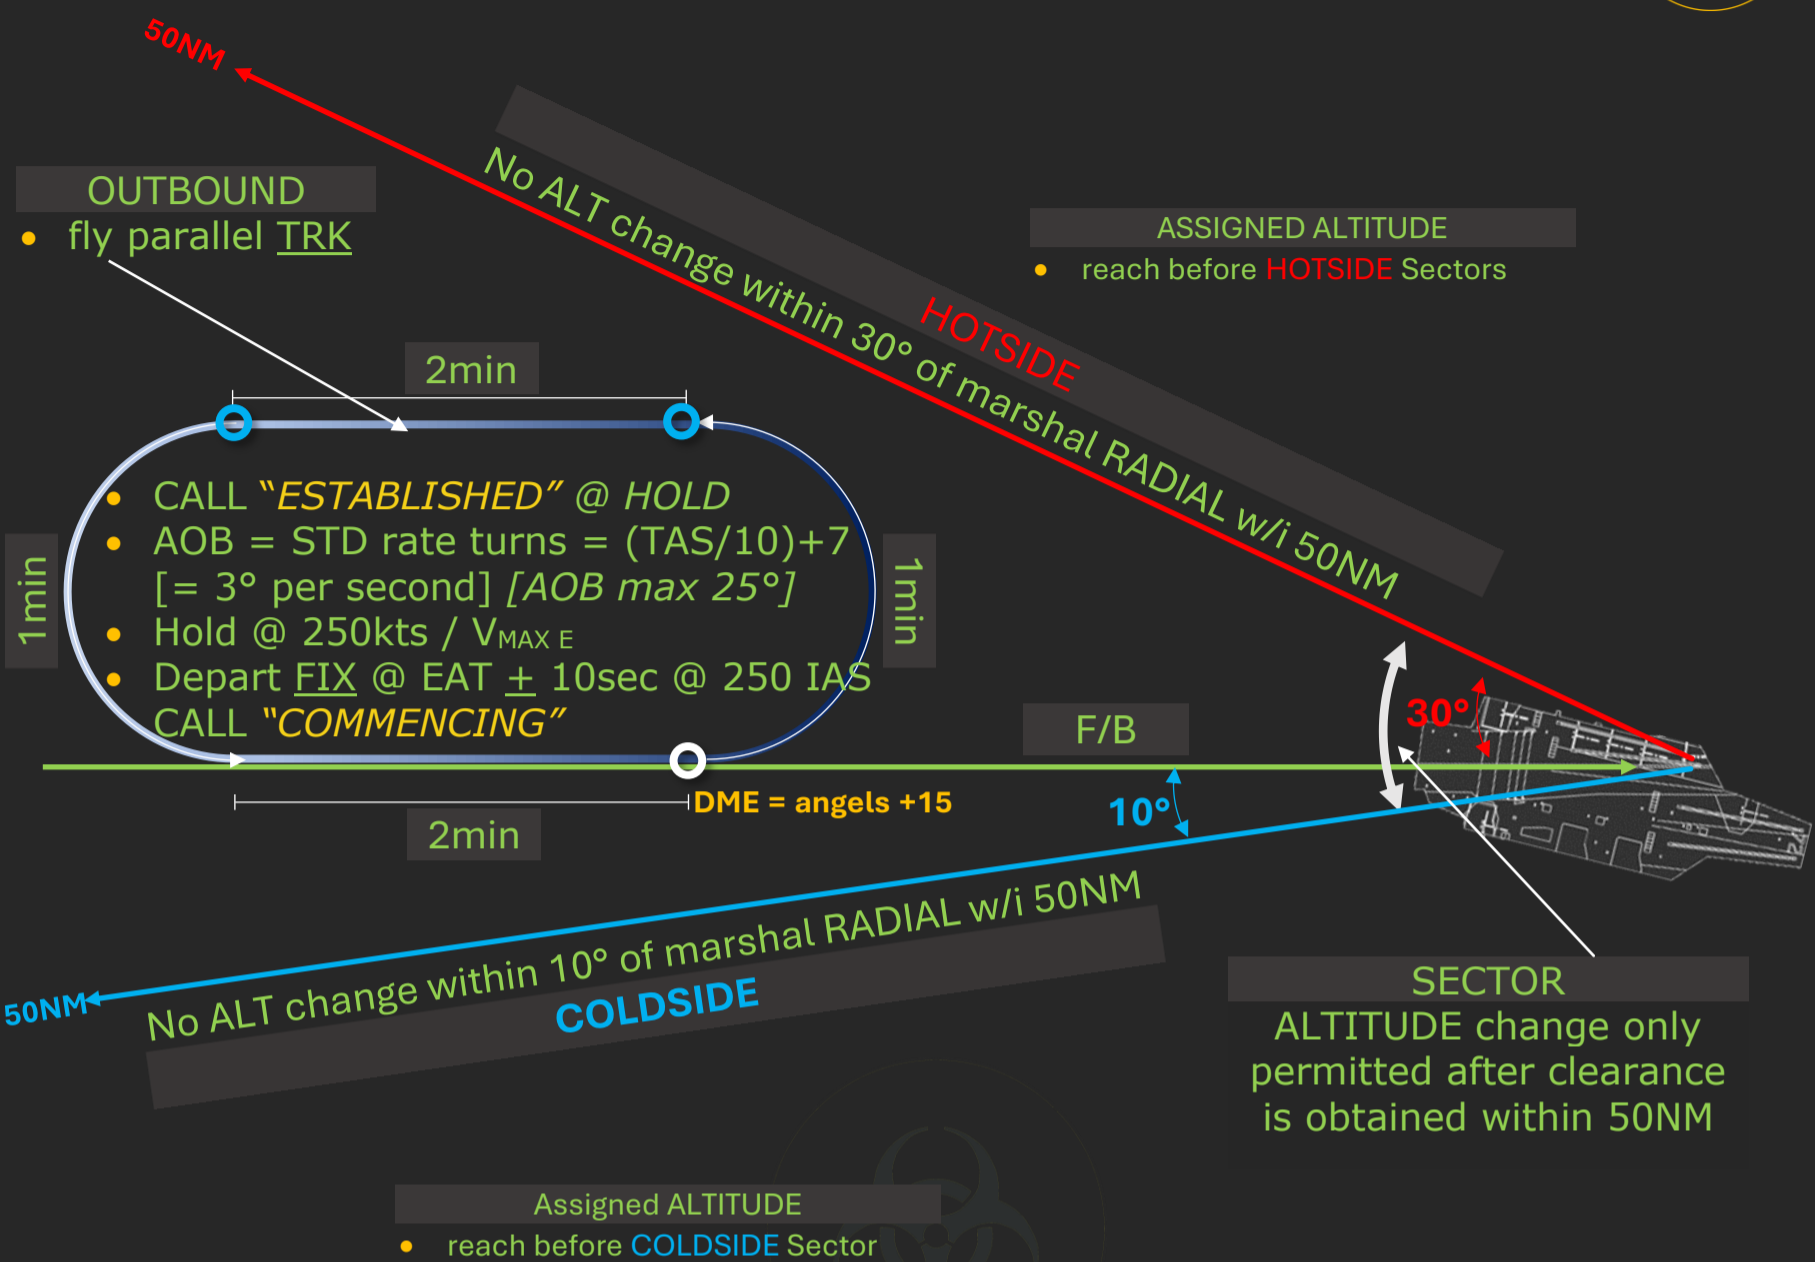 50NM
OUTBOUND
• fly parallel TRK
No ALT change within 30° of marshal RADIAL w/i 50NM
HOTSIDE
ASSIGNED ALTITUDE
• reach before HOTSIDE Sectors
2min
• CALL “ESTABLISHED” @ HOLD
• AOB = STD rate turns = (TAS/10)+7
[= 3° per second] [AOB max 25°]
• Hold @ 250kts / VMAX E
• Depart FIX @ EAT ± 10sec @ 250 IAS
CALL “COMMENCING”
1min
1min
30°
F/B
DME = angels +15
10°
2min
No ALT change within 10° of marshal RADIAL w/i 50NM
COLDSIDE
50NM
SECTOR
ALTITUDE change only
permitted after clearance
is obtained within 50NM
Assigned ALTITUDE
• reach before COLDSIDE Sector